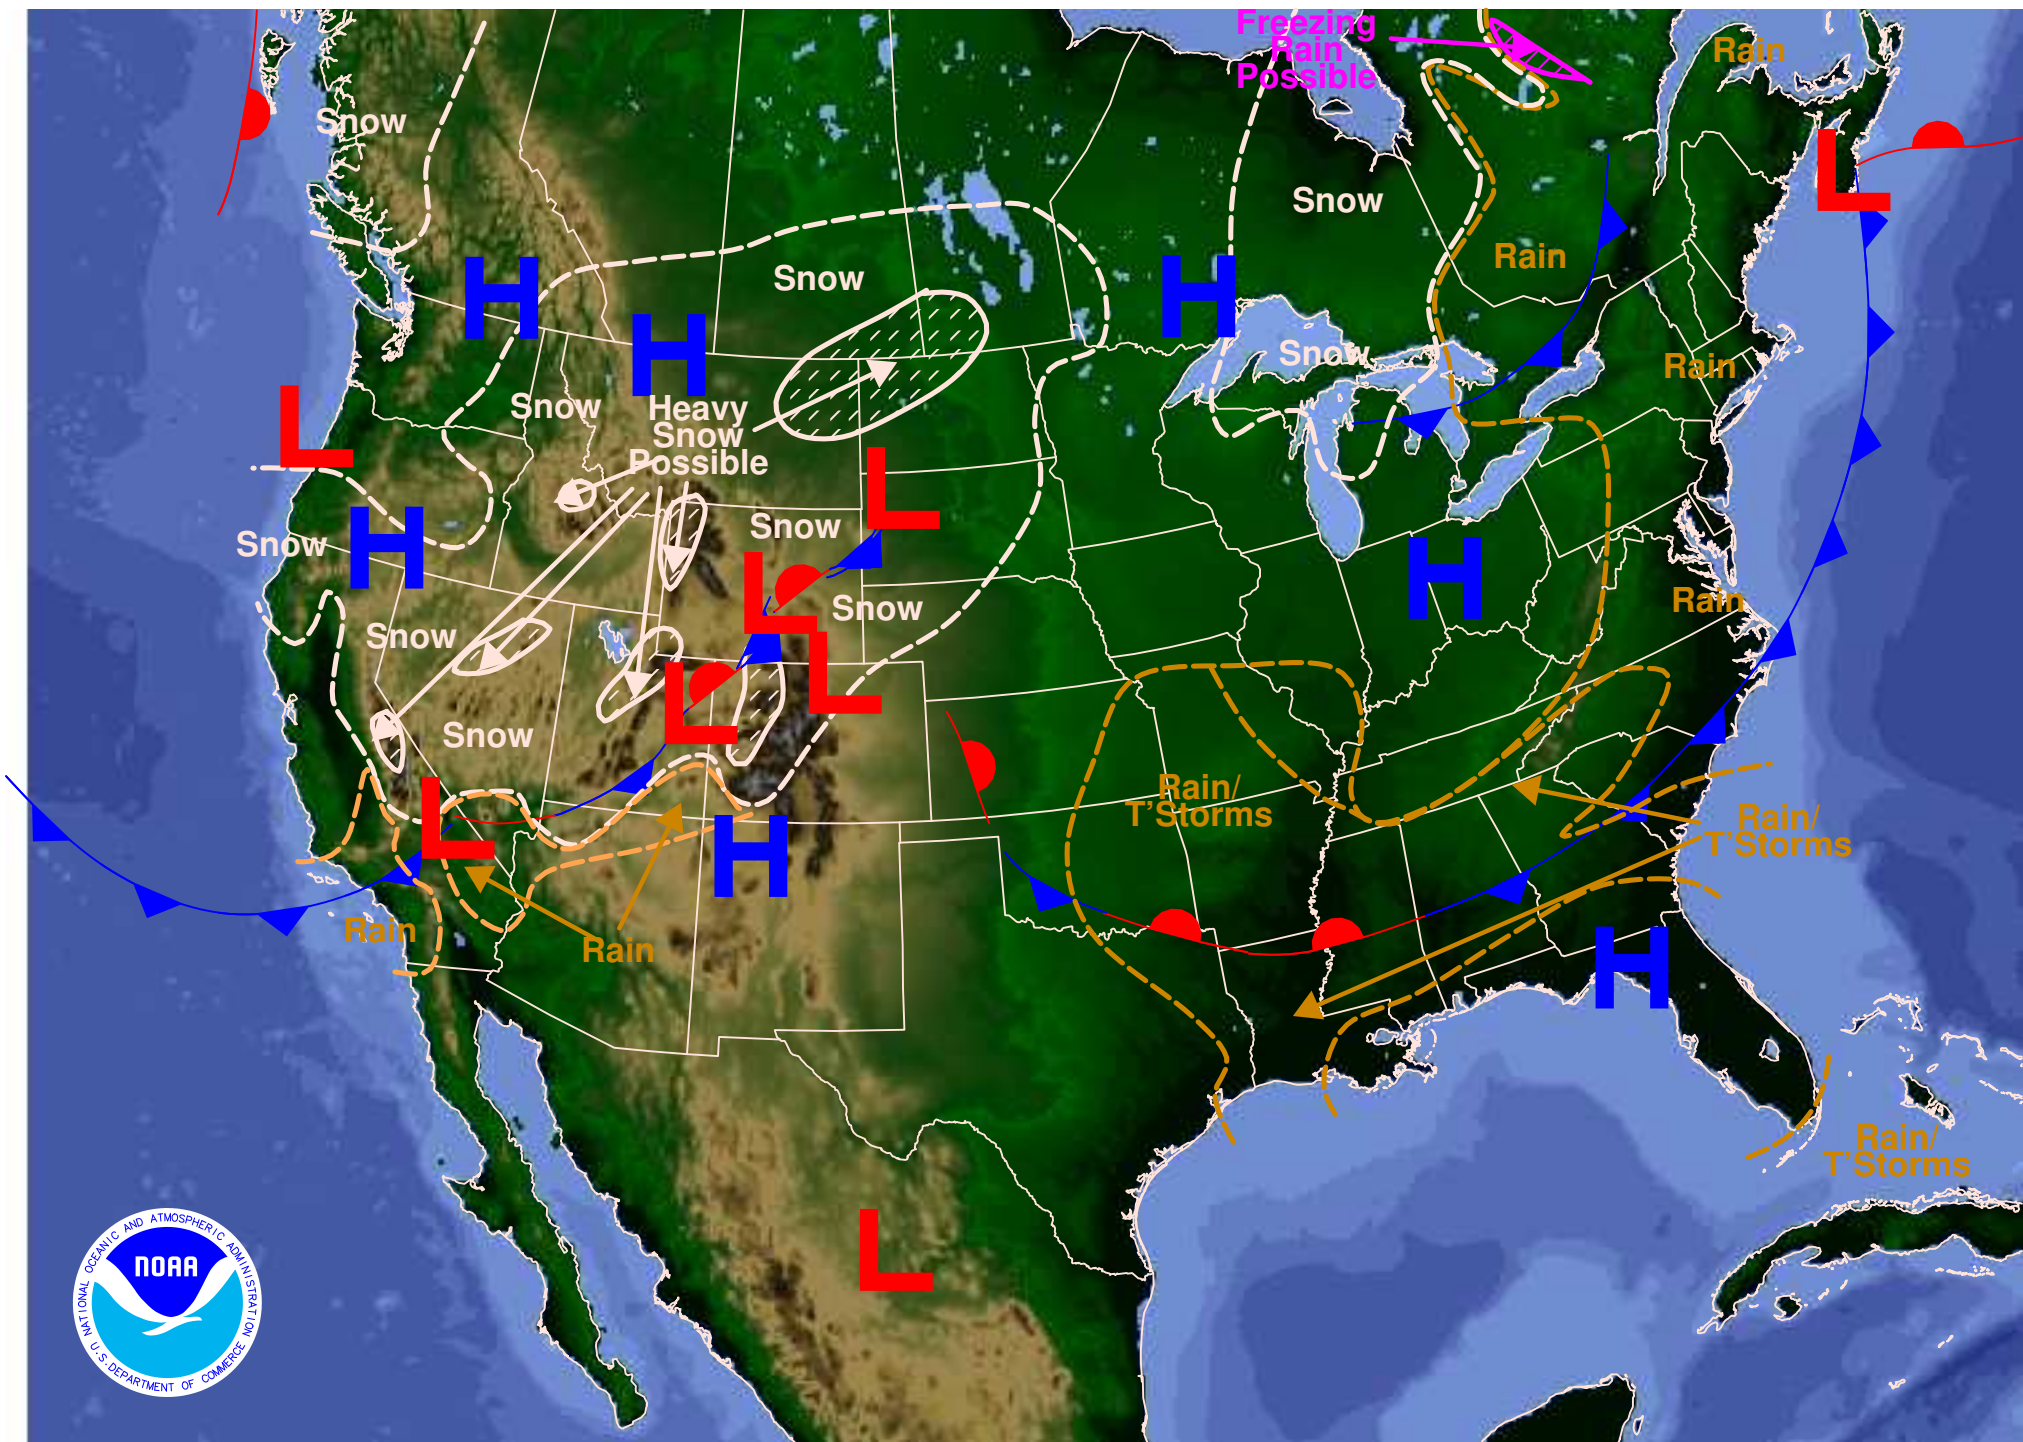 Freezing
Rain
Possible
Rain
Snow
Snow
Rain
H
L
Snow
H
H
H
Snow
Rain
L
Snow
Heavy
Snow
Possible
L
Snow
H
Snow
L
H
Snow
Rain
Snow
L
L
Snow
Rain/
T'Storms
L
Rain/
T'Storms
H
Rain
Rain
H
Rain/
T'Storms
L
NATIONAL OCEANIC AND ATMOSPHERIC ADMINISTRATION
NOAA
U.S. DEPARTMENT OF COMMERCE